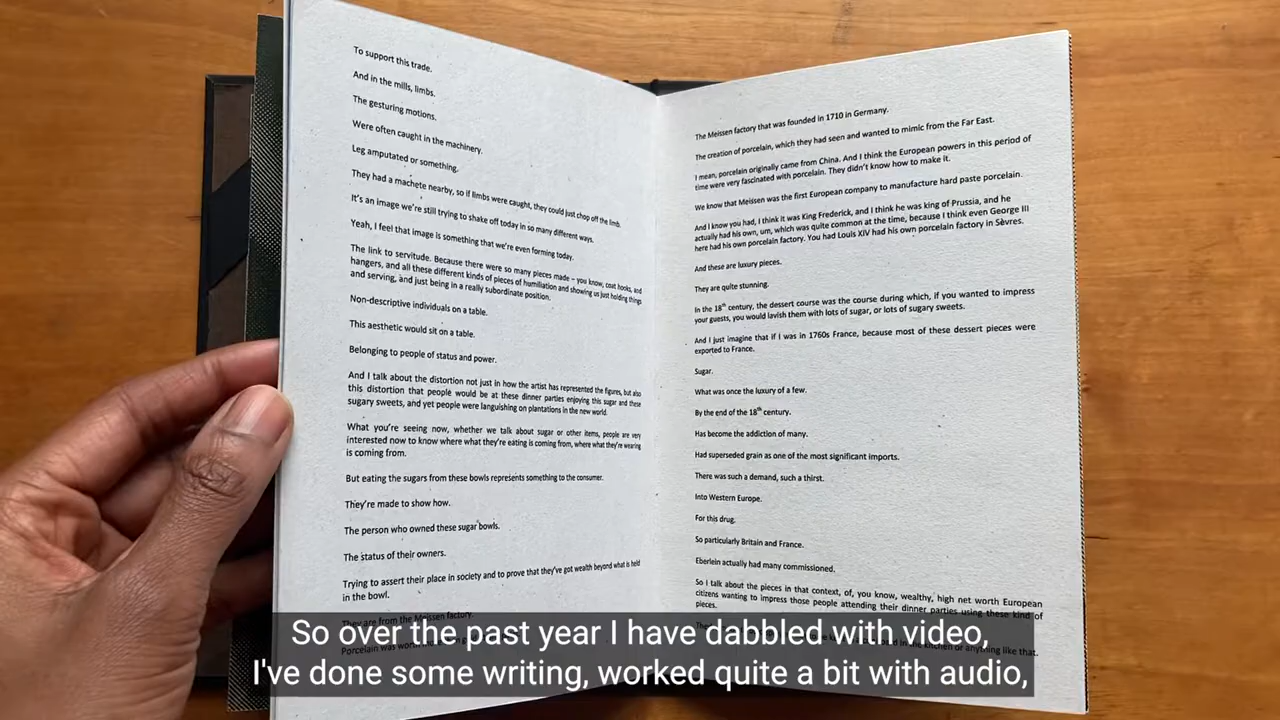 To support this trade.
And in the mills, limbs.
The gesturing motions.
Were often caught in the machinery.
Leg amputated or something.
They had a machete nearby, so if limbs were caught, they could just chop off the limb.
It's an image we're still trying to shake off today in so many different ways.
Yeah, I feel that image is something that we're even forming today.
The link to servitude. Because there were so many pieces made – you know, coat hooks, and
hangers, and all these different kinds of pieces of humiliation and showing us just holding things
and serving, and just being in a really subordinate position.
Non-descriptive individuals on a table.
This aesthetic would sit on a table.
Belonging to people of status and power.
And I talk about the distortion not just in how the artist has represented the figures, but also
this distortion that people would be at these dinner parties enjoying this sugar and these
sugary sweets, and yet people were languishing on plantations in the new world.
What you're seeing now, whether we talk about sugar or other items, people are very
interested now to know where what they're eating is coming from, where what they're wearing
is coming from.
But eating the sugars from these bowls represents something to the consumer.
They're made to show how.
The person who owned these sugar bowls.
The status of their owners.
Trying to assert their place in society and to prove that they've got wealth beyond what is held
in the bowl.
They are from the Meissen factory.
Porcelain was worth
The Meissen factory that was founded in 1710 in Germany.
The creation of porcelain, which they had seen and wanted to mimic from the Far East.
I mean, porcelain originally came from China. And I think the European powers in this period of
time were very fascinated with porcelain. They didn't know how to make it.
We know that Meissen was the first European company to manufacture hard paste porcelain.
And I know you had, I think it was King Frederick, and I think he was king of Prussia, and he
actually had his own, um, which was quite common at the time, because I think even George III
here had his own porcelain factory. You had Louis XIV had his own porcelain factory in Sèvres.
And these are luxury pieces.
They are quite stunning.
In the 18th century, the dessert course was the course during which, if you wanted to impress
your guests, you would lavish them with lots of sugar, or lots of sugary sweets.
And I just imagine that if I was in 1760s France, because most of these dessert pieces were
exported to France.
Sugar.
What was once the luxury of a few.
By the end of the 18th century.
Has become the addiction of many.
Had superseded grain as one of the most significant imports.
There was such a demand, such a thirst.
Into Western Europe.
For this drug.
So particularly Britain and France.
Eberlein actually had many commissioned.
So I talk about the pieces in that context, of, you know, wealthy, high net worth European
citizens wanting to impress those people attending their dinner parties using these kind of
pieces.
in the kitchen or anything like that.
So over the past year I have dabbled with video,
I've done some writing, worked quite a bit with audio,